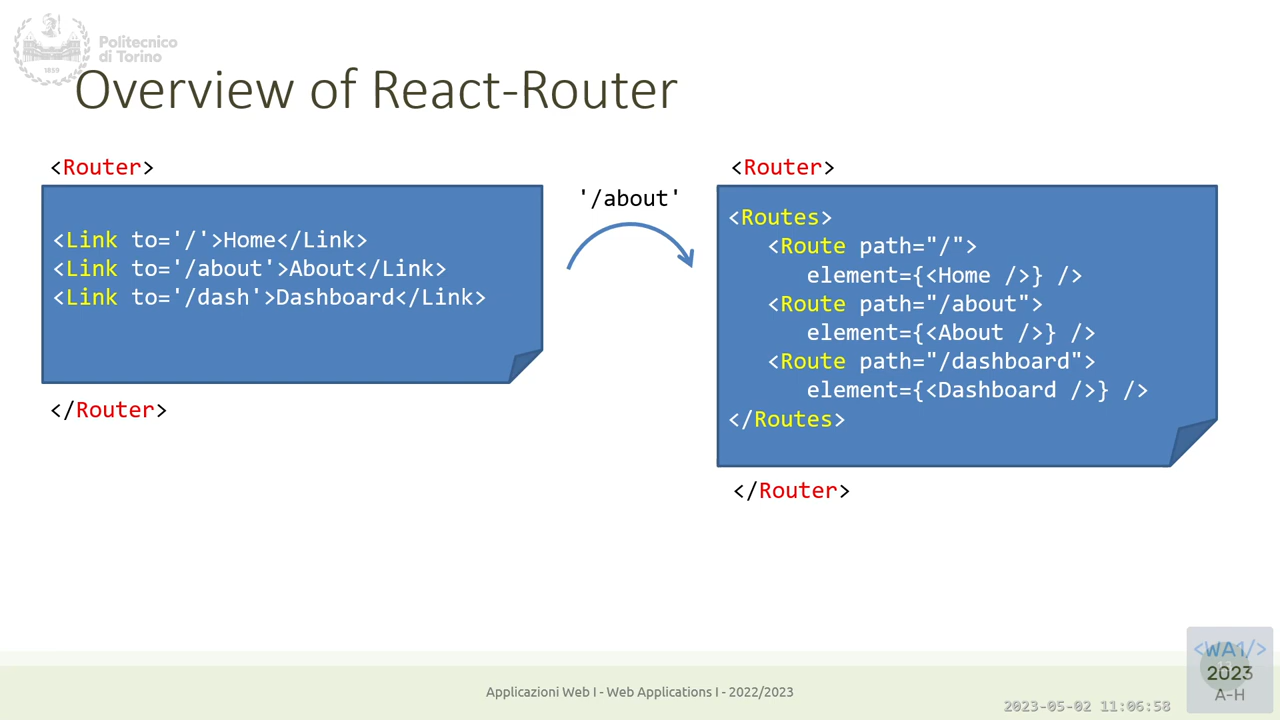 Politecnico
di Torino
1859
Overview of React-Router
<Router>
<Link to='/'>Home</Link>
<Link to='/about'>About</Link>
<Link to='/dash'>Dashboard</Link>
</Router>
'/about'
<Router>
<Routes>
<Route path="/">
element={<Home />} />
<Route path="/about">
element={<About />} />
<Route path="/dashboard">
element={<Dashboard />} />
</Routes>
</Router>
Applicazioni Web I - Web Applications I - 2022/2023
2023-05-02 11:06:58
<WA1/>
2023
A-H